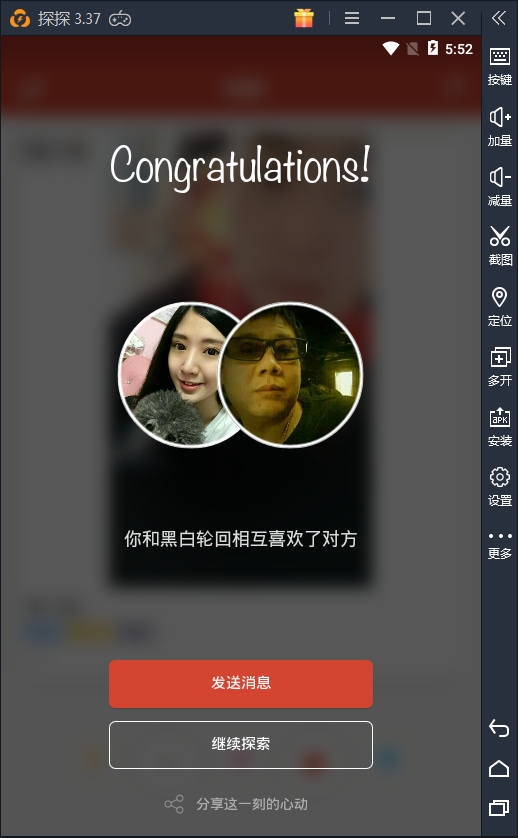 探探 3.37
5:52
Congratulations!
你和黑白轮回相互喜欢了对方
发送消息
继续探索
分享这一刻的心动
按键
加量
减量
截图
定位
多开
APK
安装
设置
更多